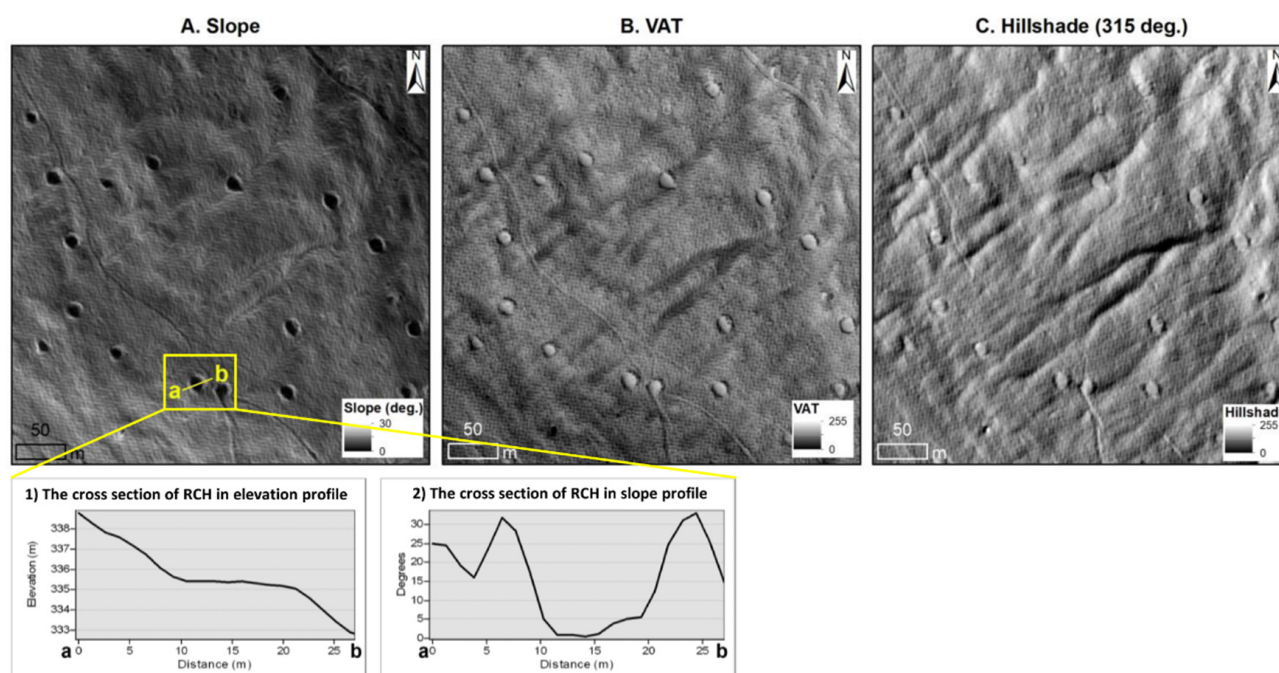 A. Slope
B. VAT
C. Hillshade (315 deg.)
N
N
N
a
b
50
m
Slope (deg.)
30
0
50
m
VAT
255
0
50
m
Hillshad
255
0
1) The cross section of RCH in elevation profile
Elevation (m)
338
337
336
335
334
333
0
5
10
15
20
25
a
b
Distance (m)
2) The cross section of RCH in slope profile
Degrees
30
25
20
15
10
5
0
0
5
10
15
20
25
a
b
Distance (m)